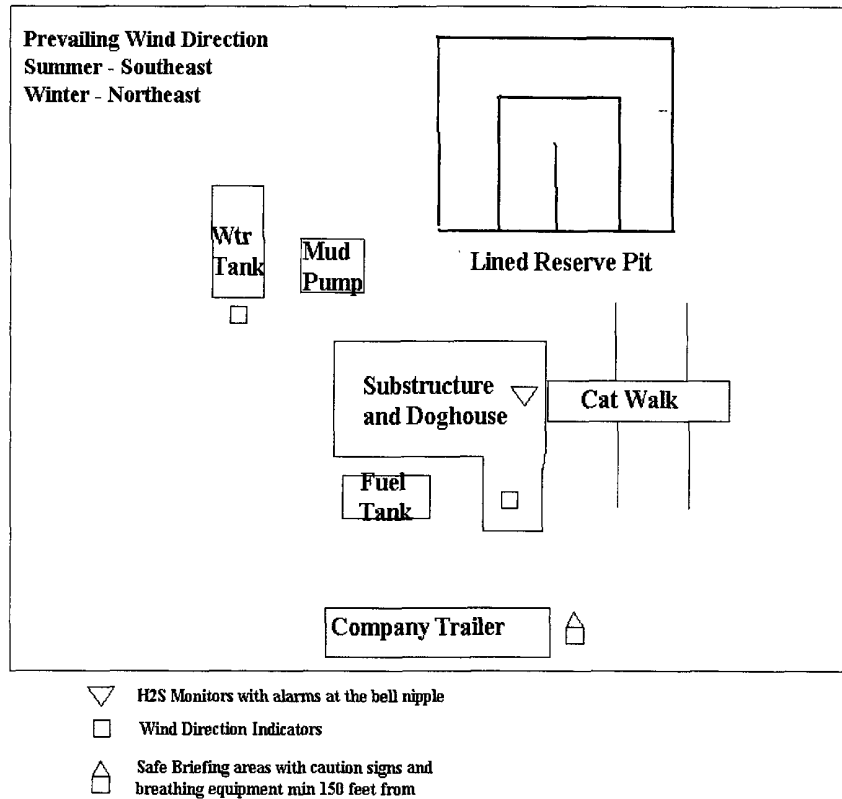 Prevailing Wind Direction
Summer - Southeast
Winter - Northeast
Wtr
Tank
Mud
Pump
Lined Reserve Pit
Substructure
and Doghouse
Cat Walk
Fuel
Tank
Company Trailer
H2S Monitors with alarms at the bell nipple
Wind Direction Indicators
Safe Briefing areas with caution signs and
breathing equipment min 150 feet from